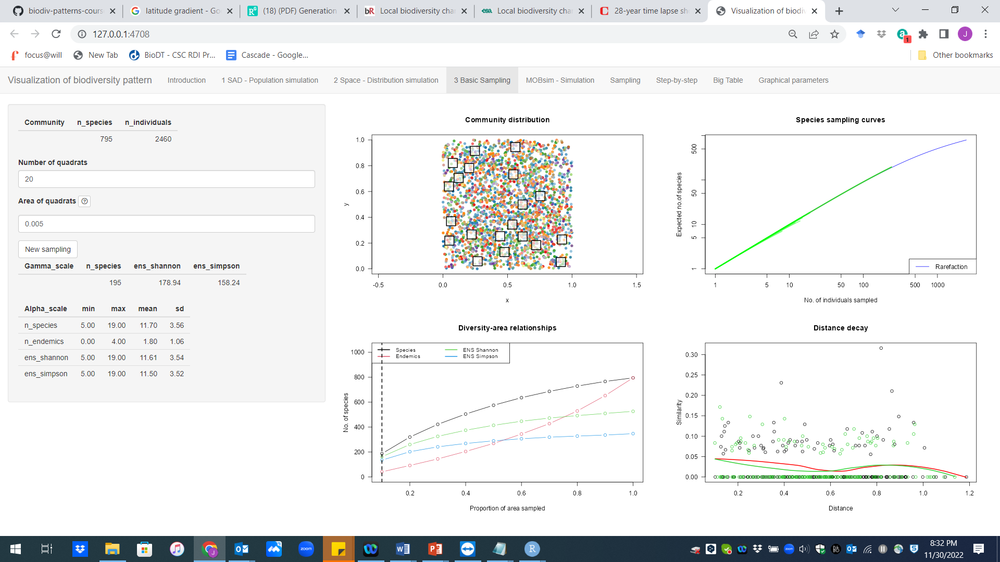 biodiv-patterns-cours
latitude gradient - Go
(18) (PDF) Generation
Local biodiversity cha
Local biodiversity cha
28-year time lapse sh
Visualization of biodiv
127.0.0.1:4708
1
J
focus@will
New Tab
BioDT - CSC RDI Pr...
Cascade - Google...
Other bookmarks
Visualization of biodiversity pattern
Introduction
1 SAD - Population simulation
2 Space - Distribution simulation
3 Basic Sampling
MOBsim - Simulation
Sampling
Step-by-step
Big Table
Graphical parameters
Community n_species n_individuals
795 2460
Number of quadrats
20
Area of quadrats
0.005
New sampling
Gamma_scale n_species ens_shannon ens_simpson
195 178.94 158.24
Alpha_scale min max mean sd
n_species 5.00 19.00 11.70 3.56
n_endemics 0.00 4.00 1.80 1.06
ens_shannon 5.00 19.00 11.61 3.54
ens_simpson 5.00 19.00 11.50 3.52
Community distribution
1.0
0.8
0.6
0.4
0.2
0.0
y
-0.5 0.0 0.5 1.0 1.5
x
Species sampling curves
500
50
10
5
1
Expected no.of species
Rarefaction
1 5 10 50 100 500 1000
No. of individuals sampled
Diversity-area relationships
Species ENS Shannon
Endemics ENS Simpson
1000
800
600
400
200
0
No. of species
0.2 0.4 0.6 0.8 1.0
Proportion of area sampled
Distance decay
0.30
0.25
0.20
0.15
0.10
0.05
0.00
Similarity
0.2 0.4 0.6 0.8 1.0 1.2
Distance
8:32 PM
11/30/2022